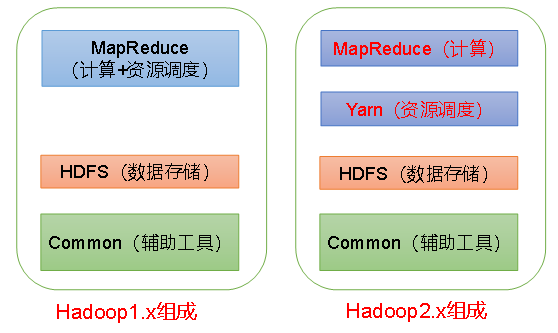 MapReduce
（计算+资源调度）
HDFS（数据存储）
Common（辅助工具）
Hadoop1.x组成
MapReduce（计算）
Yarn（资源调度）
HDFS（数据存储）
Common（辅助工具）
Hadoop2.x组成